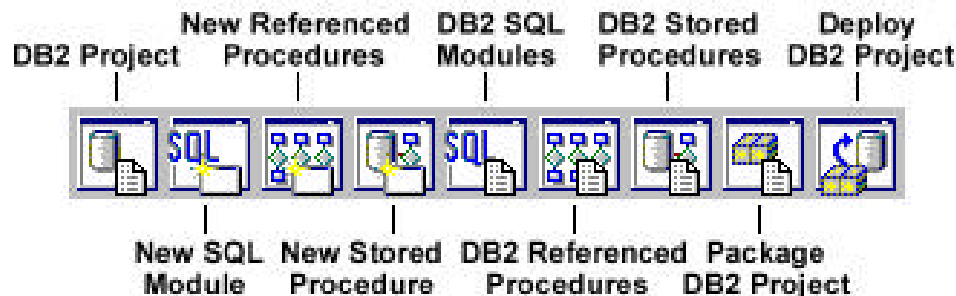 New Referenced DB2 SQL DB2 Stored Deploy
DB2 Project Procedures Modules Procedures DB2 Project
SQL SQL
New SQL New Stored DB2 Referenced Package
Module Procedure Procedures DB2 Project